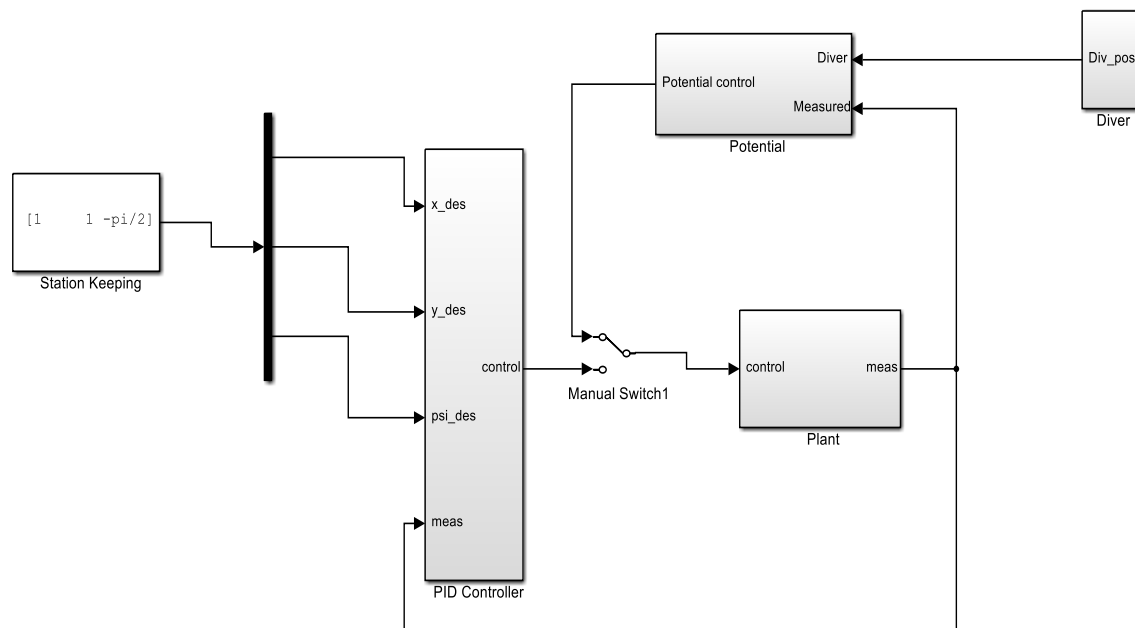 Diver
Div_pos
Potential control
Measured
Diver
Potential
x_des
[1 1 -pi/2]
Station Keeping
y_des
control
control
meas
Manual Switch1
psi_des
Plant
meas
PID Controller